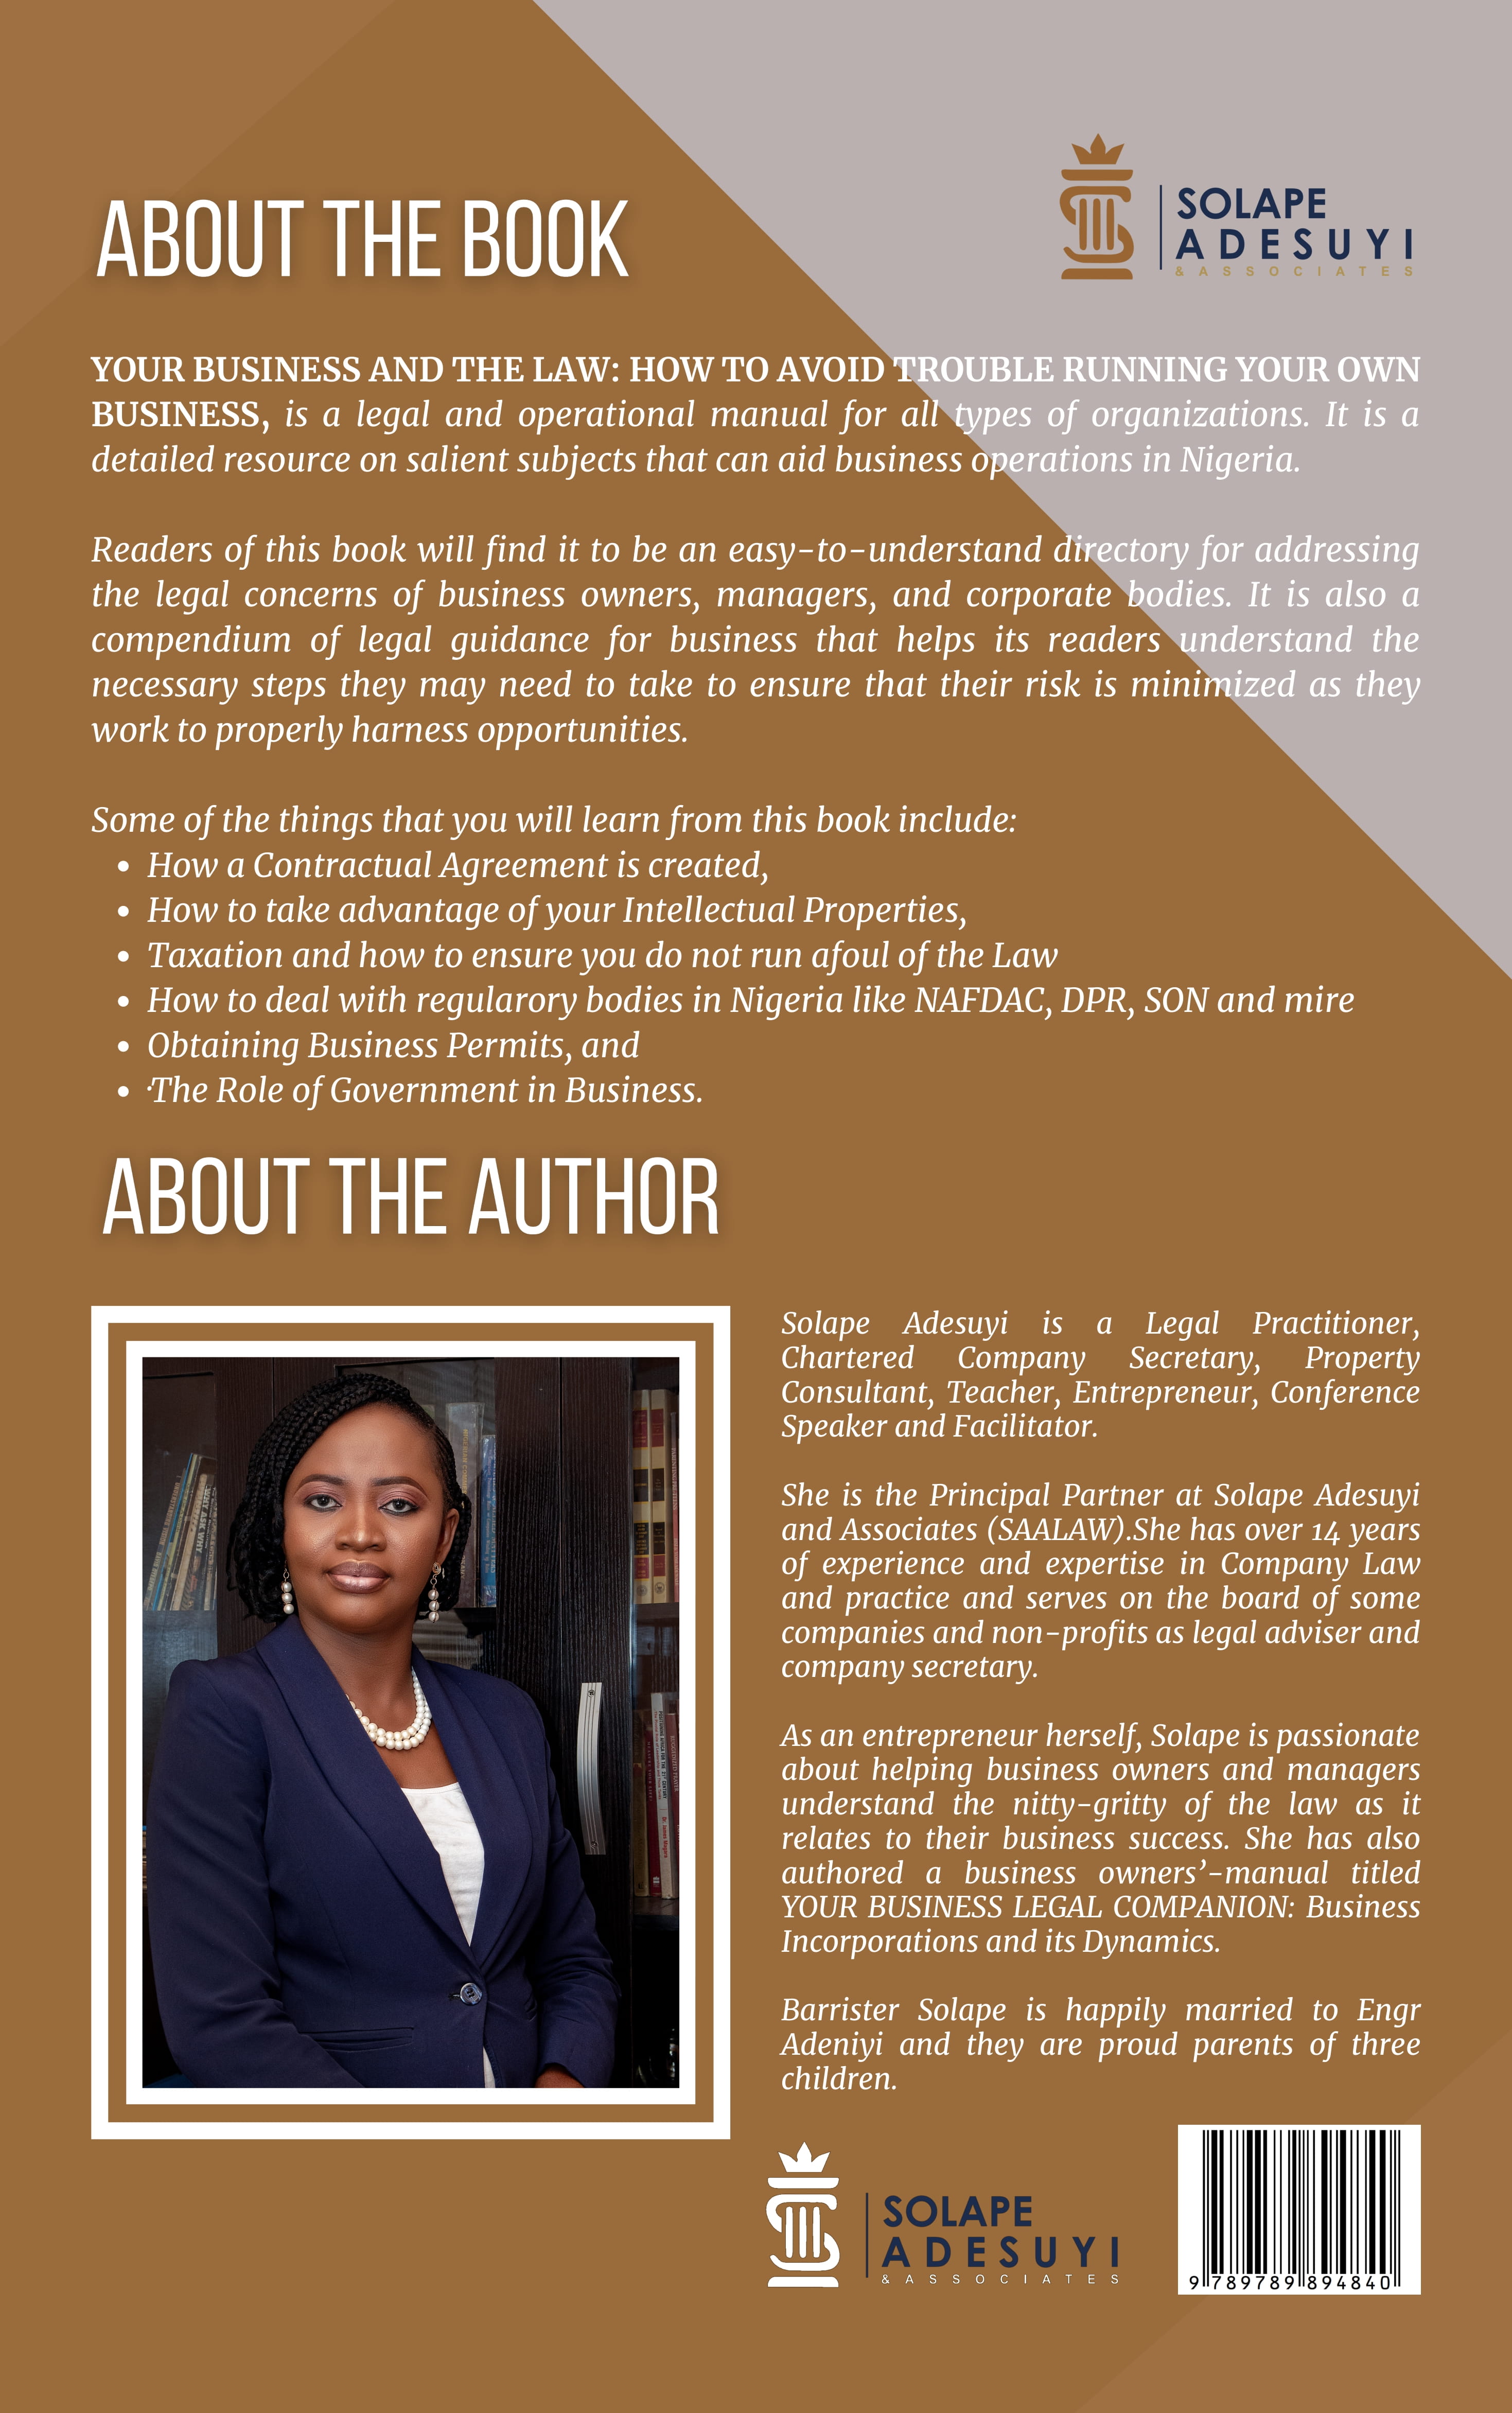 ABOUT THE BOOK
SOLAPE
ADESUYI
& ASSOCIATES
YOUR BUSINESS AND THE LAW: HOW TO AVOID TROUBLE RUNNING YOUR OWN
BUSINESS, is a legal and operational manual for all types of organizations. It is a
detailed resource on salient subjects that can aid business operations in Nigeria.
Readers of this book will find it to be an easy-to-understand directory for addressing
the legal concerns of business owners, managers, and corporate bodies. It is also a
compendium of legal guidance for business that helps its readers understand the
necessary steps they may need to take to ensure that their risk is minimized as they
work to properly harness opportunities.
Some of the things that you will learn from this book include:
• How a Contractual Agreement is created,
• How to take advantage of your Intellectual Properties,
• Taxation and how to ensure you do not run afoul of the Law
• How to deal with regularory bodies in Nigeria like NAFDAC, DPR, SON and mire
• Obtaining Business Permits, and
• ·The Role of Government in Business.
ABOUT THE AUTHOR
Solape Adesuyi is a Legal Practitioner,
Chartered Company Secretary, Property
Consultant, Teacher, Entrepreneur, Conference
Speaker and Facilitator.
She is the Principal Partner at Solape Adesuyi
and Associates (SAALAW).She has over 14 years
of experience and expertise in Company Law
and practice and serves on the board of some
companies and non-profits as legal adviser and
company secretary.
As an entrepreneur herself, Solape is passionate
about helping business owners and managers
understand the nitty-gritty of the law as it
relates to their business success. She has also
authored a business owners’-manual titled
YOUR BUSINESS LEGAL COMPANION: Business
Incorporations and its Dynamics.
Barrister Solape is happily married to Engr
Adeniyi and they are proud parents of three
children.
SOLAPE
ADESUYI
& ASSOCIATES
9 789789 894840